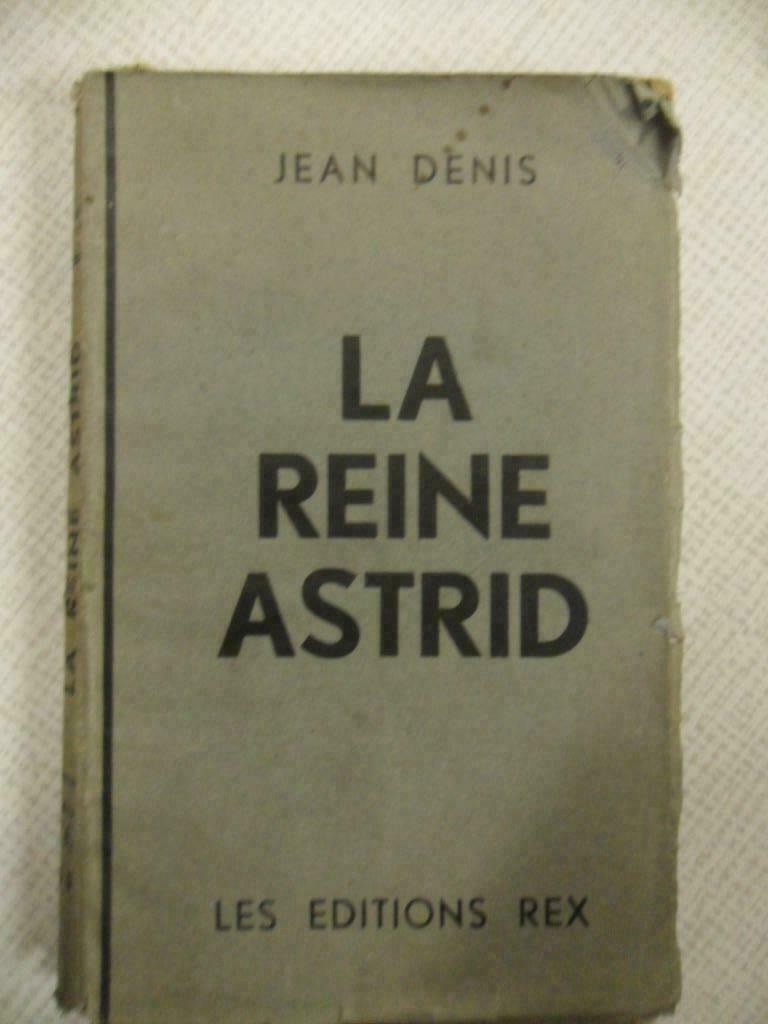 JEAN DENIS
LA
REINE
ASTRID
LES EDITIONS REX
LA REINE ASTRID